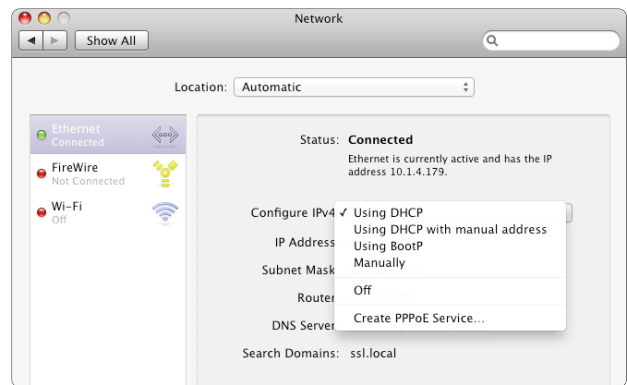 Network
Show All
Location: Automatic
Ethernet
Connected
FireWire
Not Connected
Wi-Fi
Off
Status: Connected
Ethernet is currently active and has the IP
address 10.1.4.179.
Configure IPv4 ✓ Using DHCP
Using DHCP with manual address
IP Address
Using BootP
Subnet Mask
Manually
Router
Off
DNS Server
Create PPPoE Service...
Search Domains: ssl.local